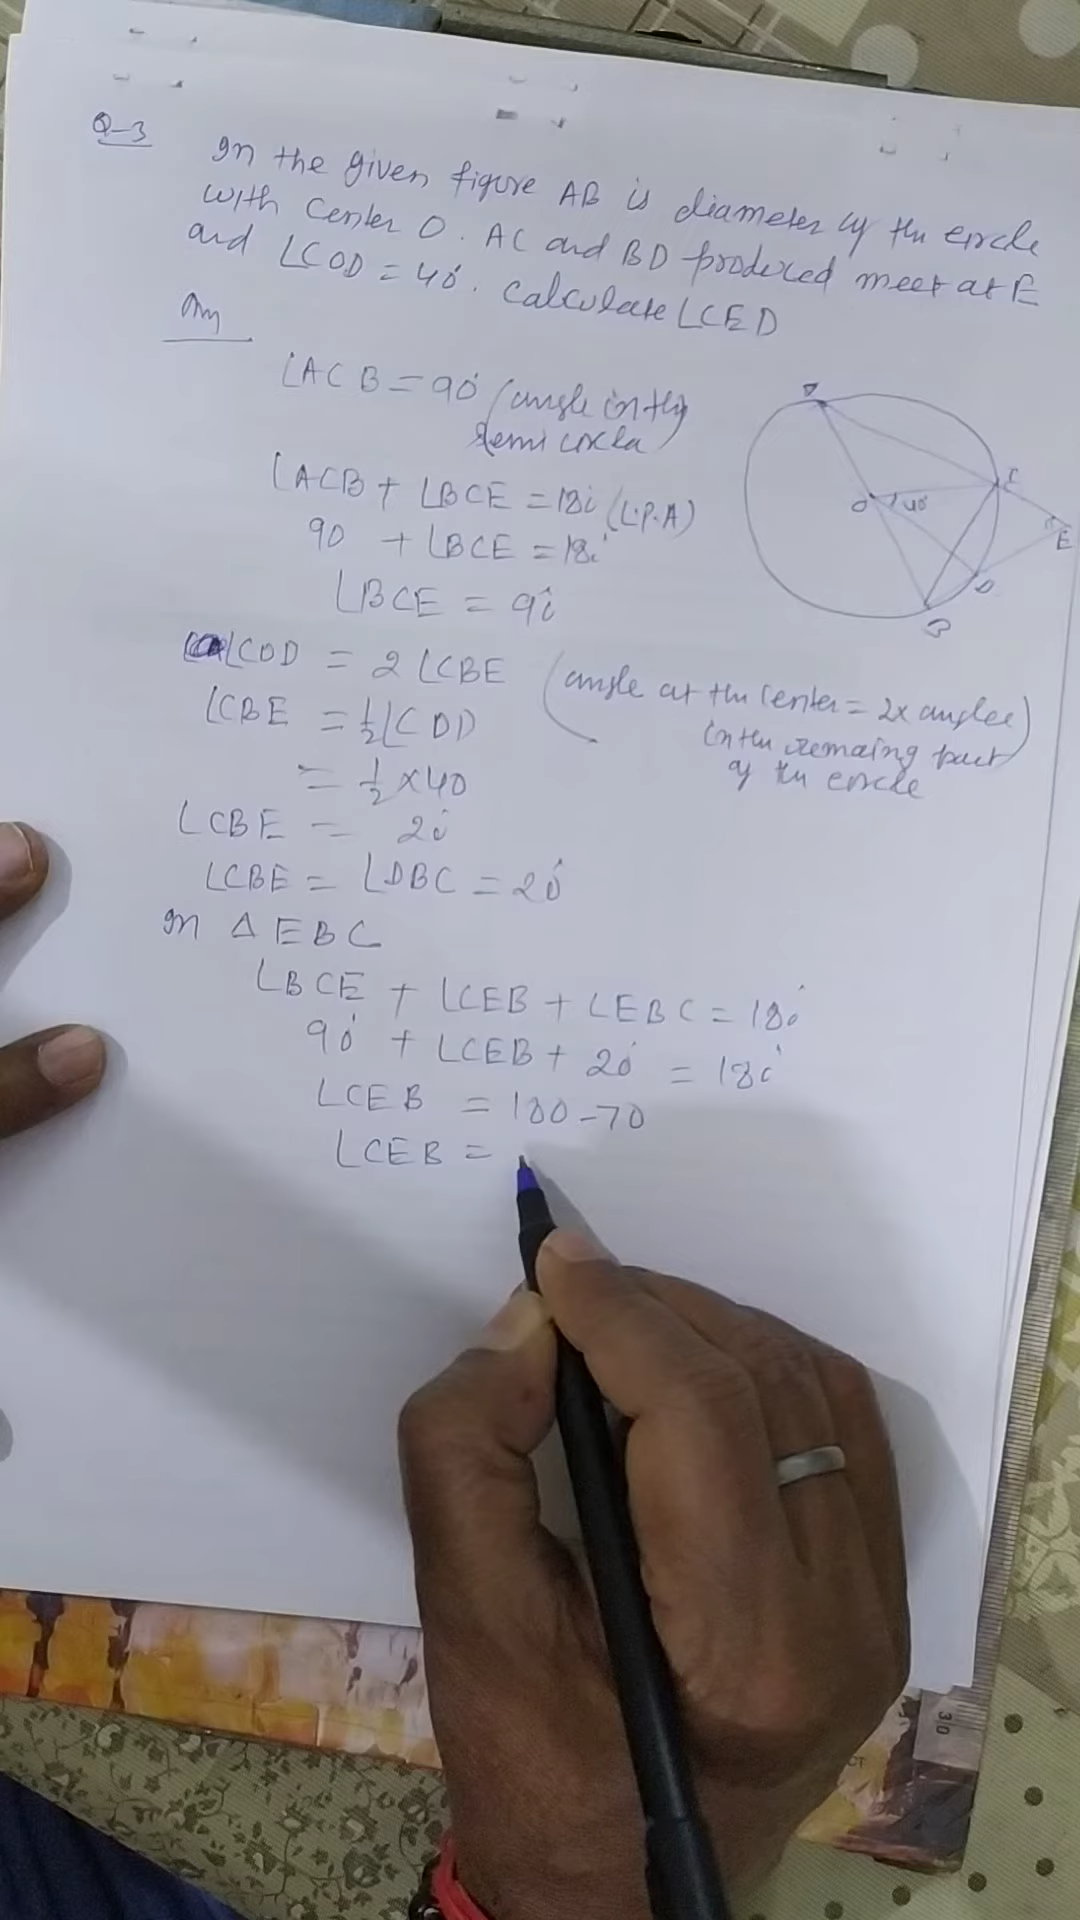 Q-3
In the given figure AB is diameter of the circle
with Center O. AC and BD produced meet at E
and ∠COD = 40°. Calculate ∠CED
Ans
∠ACB = 90° (angle in the
semi circle)
∠ACB + ∠BCE = 180° (L.P.A)
90 + ∠BCE = 180°
∠BCE = 90°
∠COD = 2 ∠CBE (angle at the Center = 2x angles
in the remaing part
of the circle)
∠CBE = 1/2 ∠COD
= 1/2 × 40
∠CBE = 20°
∠CBE = ∠DBC = 20°
In △EBC
∠BCE + ∠CEB + ∠EBC = 180°
90° + ∠CEB + 20° = 180°
∠CEB = 180-70
∠CEB =
C
O 40°
E
D
B
30